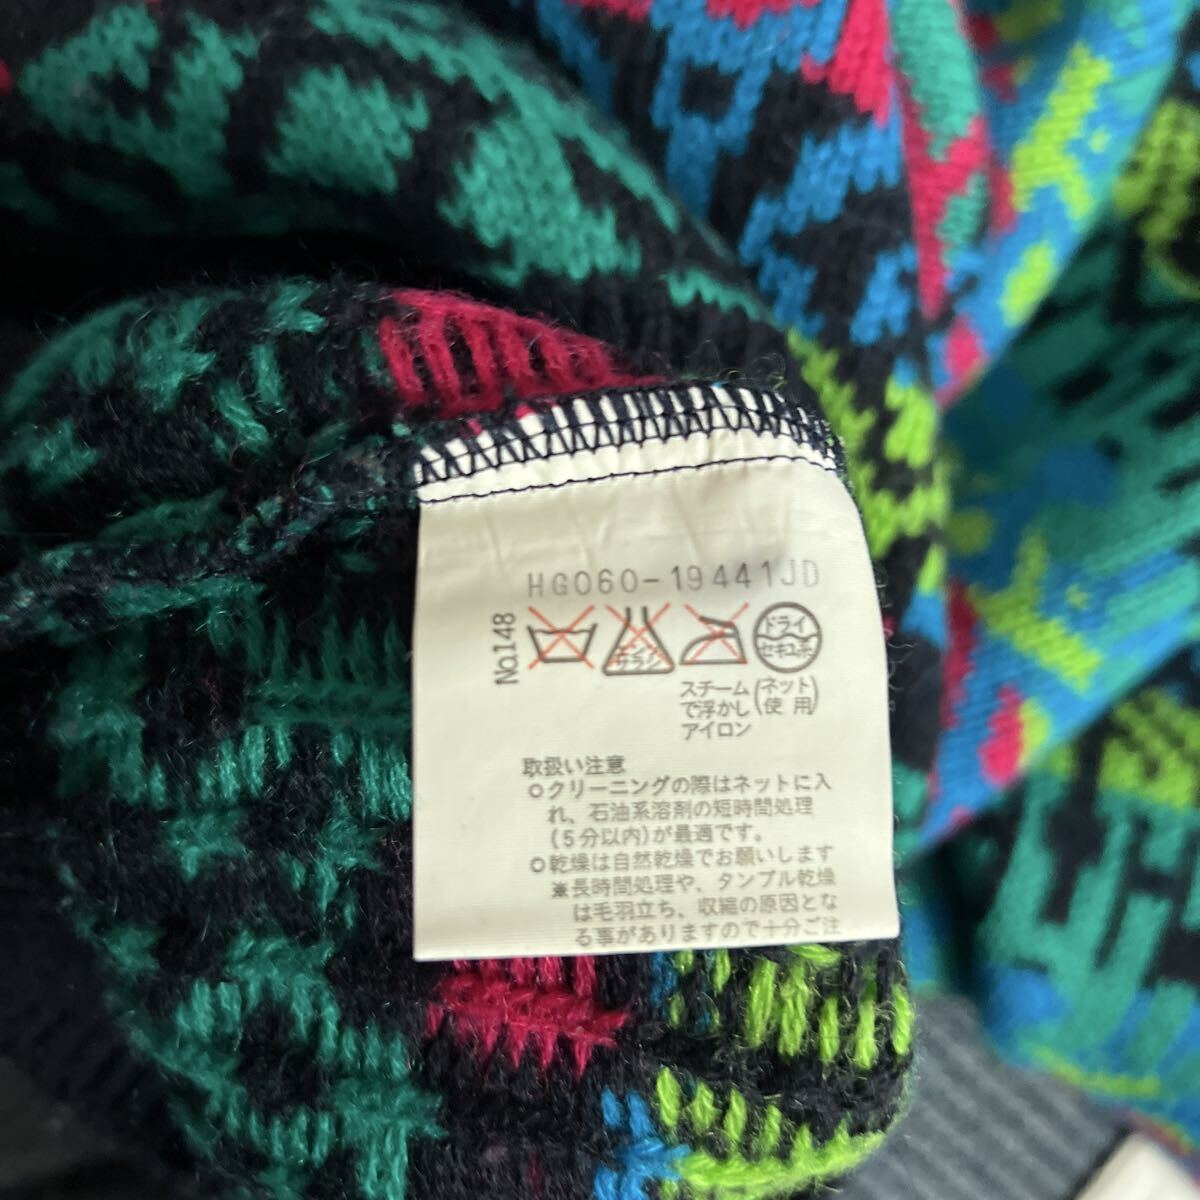 HG060-19441JD
No.148
エンソ
サラシ
ドライ
セキユ系
スチーム
で浮かし
アイロン
(ネット
使用)
取扱い注意
○クリーニングの際はネットに入
れ、石油系溶剤の短時間処理
(5分以内)が最適です。
○乾燥は自然乾燥でお願いします
※長時間処理や、タンブル乾燥
は毛羽立ち、収縮の原因とな
る事がありますので十分ご注